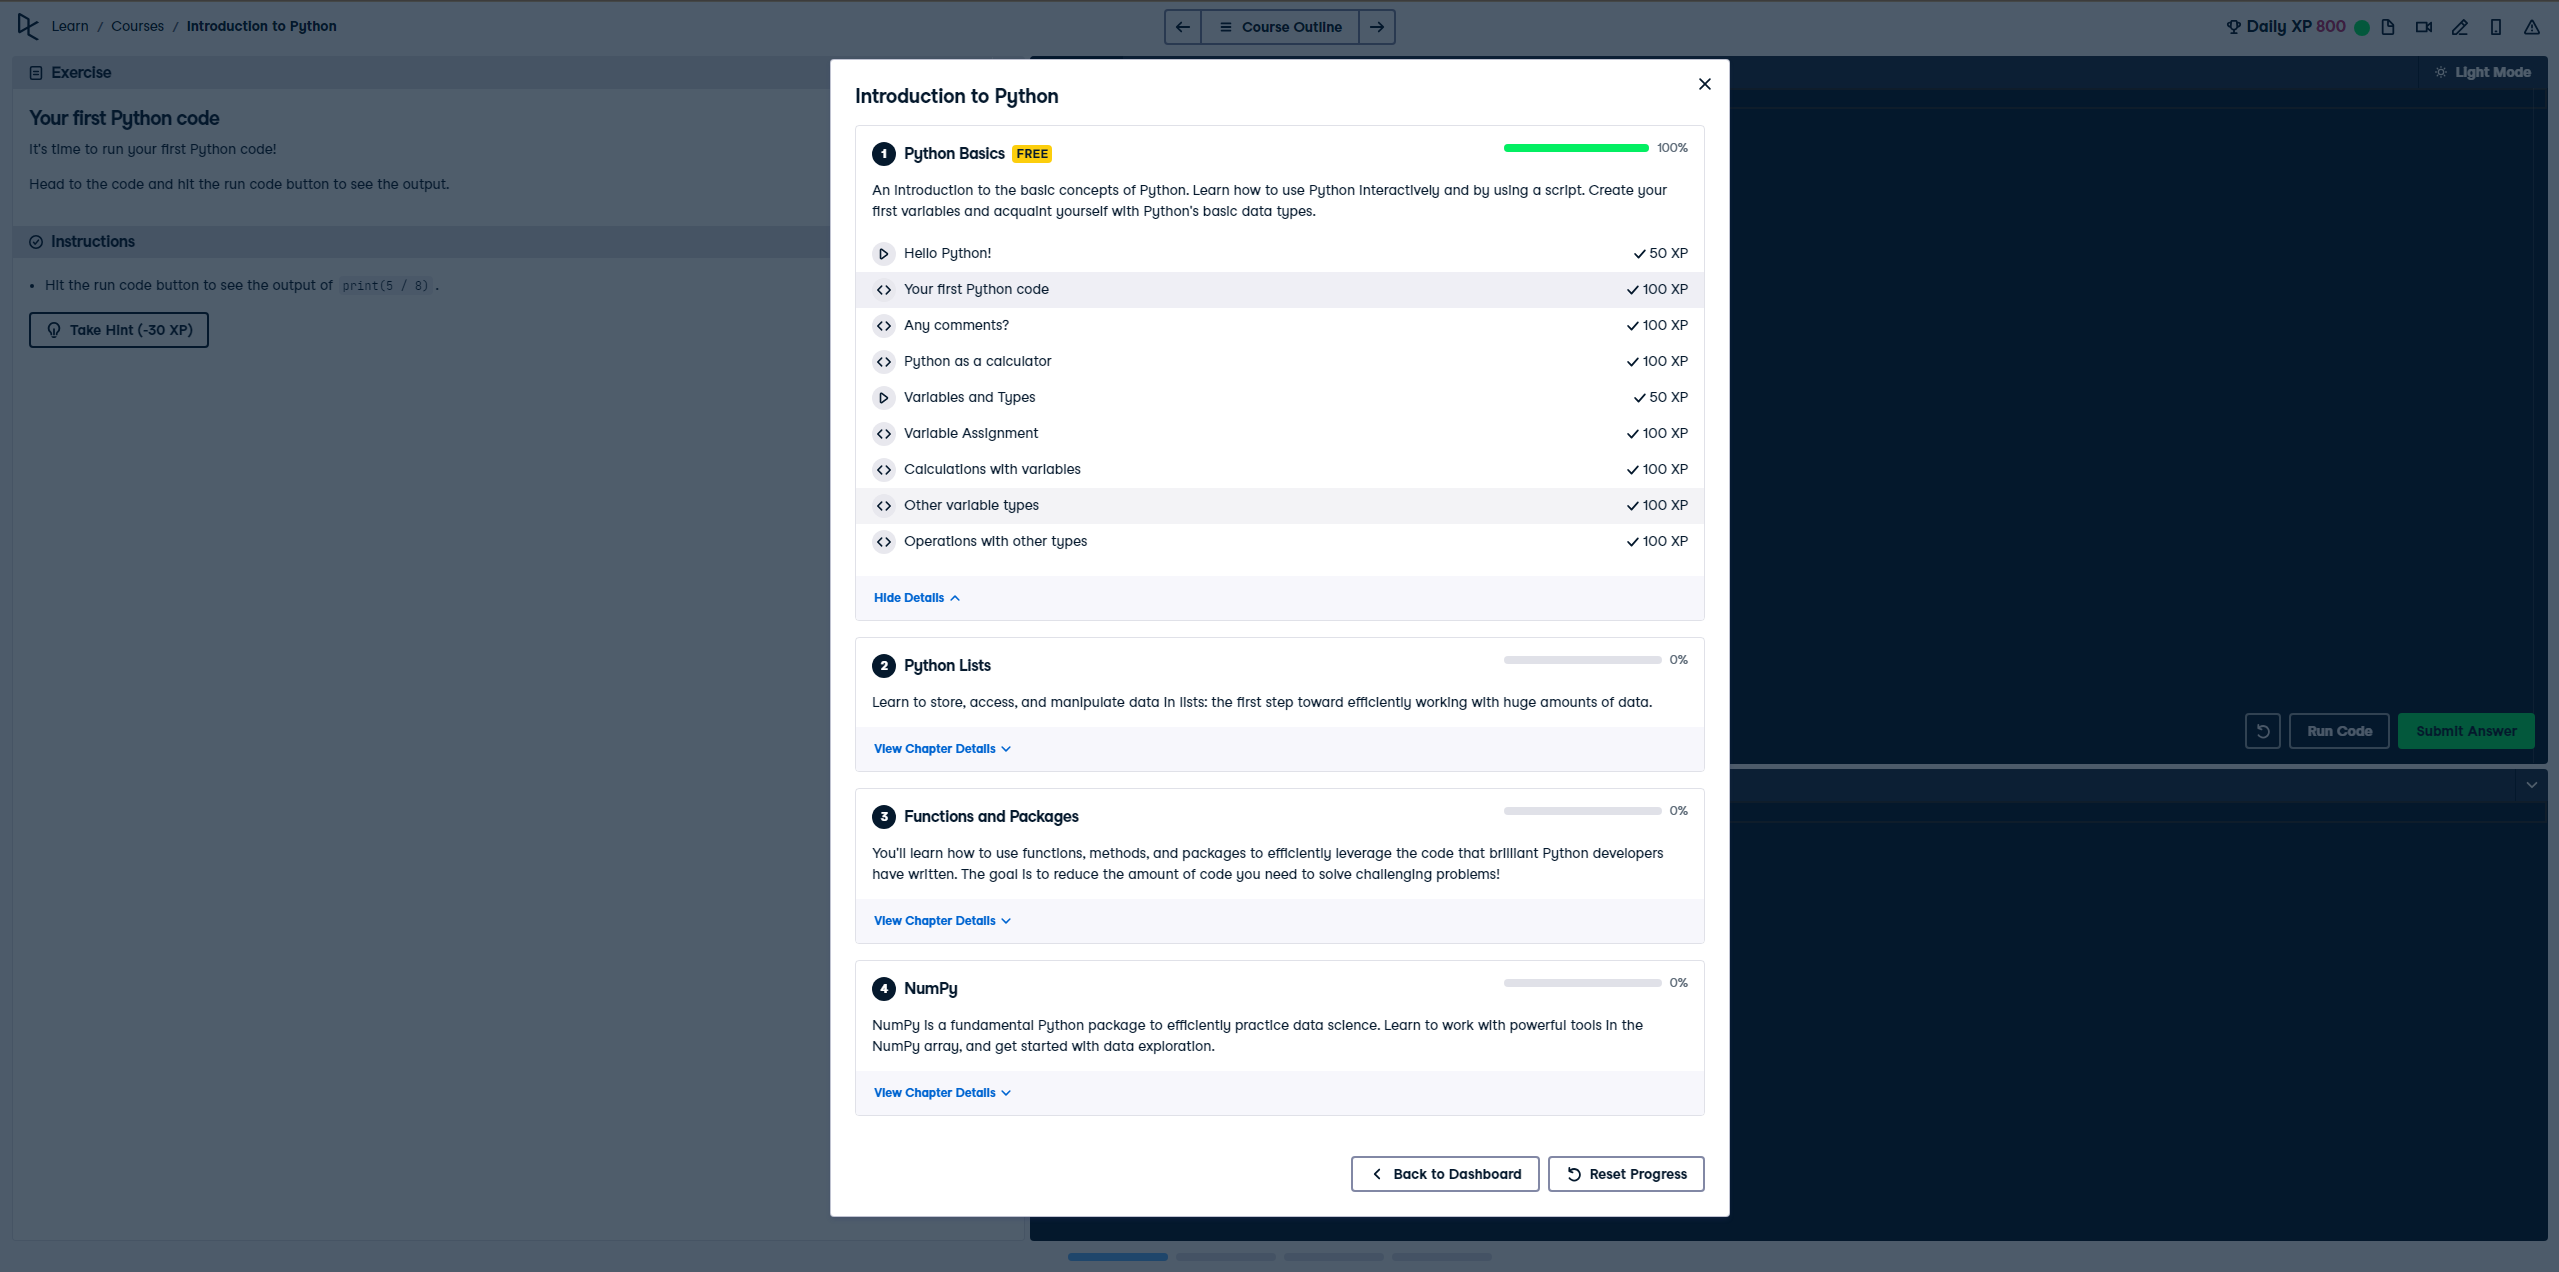 Learn / Courses / Introduction to Python
Course Outline
Daily XP 800
Exercise
Light Mode
Your first Python code
It's time to run your first Python code!
Head to the code and hit the run code button to see the output.
Instructions
• Hit the run code button to see the output of print(5 / 8) .
Take Hint (-30 XP)
Introduction to Python
1 Python Basics FREE 100%
An introduction to the basic concepts of Python. Learn how to use Python interactively and by using a script. Create your
first variables and acquaint yourself with Python's basic data types.
Hello Python! 50 XP
Your first Python code 100 XP
Any comments? 100 XP
Python as a calculator 100 XP
Variables and Types 50 XP
Variable Assignment 100 XP
Calculations with variables 100 XP
Other variable types 100 XP
Operations with other types 100 XP
Hide Details
2 Python Lists 0%
Learn to store, access, and manipulate data in lists: the first step toward efficiently working with huge amounts of data.
View Chapter Details
3 Functions and Packages 0%
You'll learn how to use functions, methods, and packages to efficiently leverage the code that brilliant Python developers
have written. The goal is to reduce the amount of code you need to solve challenging problems!
View Chapter Details
4 NumPy 0%
NumPy is a fundamental Python package to efficiently practice data science. Learn to work with powerful tools in the
NumPy array, and get started with data exploration.
View Chapter Details
Back to Dashboard
Reset Progress
Run Code
Submit Answer